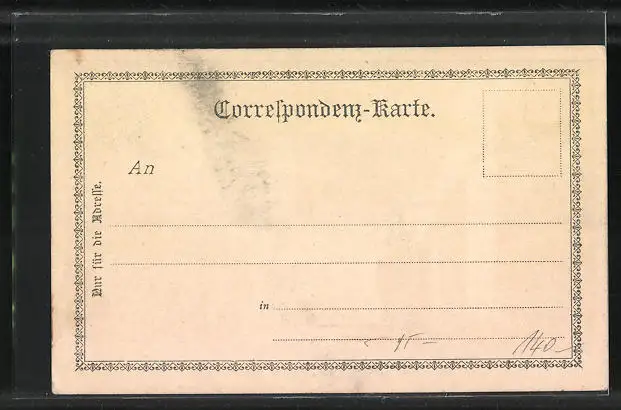 Correſpondenz-Karte.
An
Nur für die Adreſſe.
in
140-